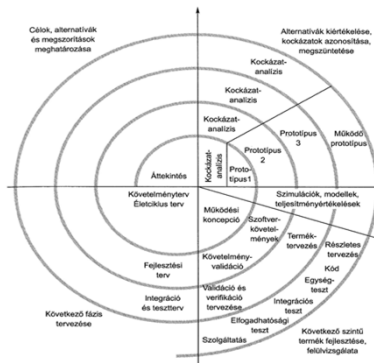 Célok, alternatívák
és megszorítások
meghatározása
Alternatívák kiértékelése,
kockázatok azonosítása,
megszüntetése
Kockázat-
analízis
Kockázat-
analízis
Kockázat-
analízis
Kockázat-
analízis
Proto-
típus1
Prototípus
2
Prototípus
3
Működő
prototípus
Áttekintés
Követelményterv
Életciklus terv
Szimulációk, modellek,
teljesítményértékelések
Működési
koncepció
Szoftver-
követel-
mények
Termék-
tervezés
Részletes
tervezés
Követelmény-
validáció
Kód
Egység-
teszt
Fejlesztési
terv
Integráció
és tesztterv
Validáció és
verifikáció
tervezése
Integrációs
teszt
Elfogadhatósági
teszt
Szolgáltatás
Következő fázis
tervezése
Következő szintű
termék fejlesztése,
felülvizsgálata